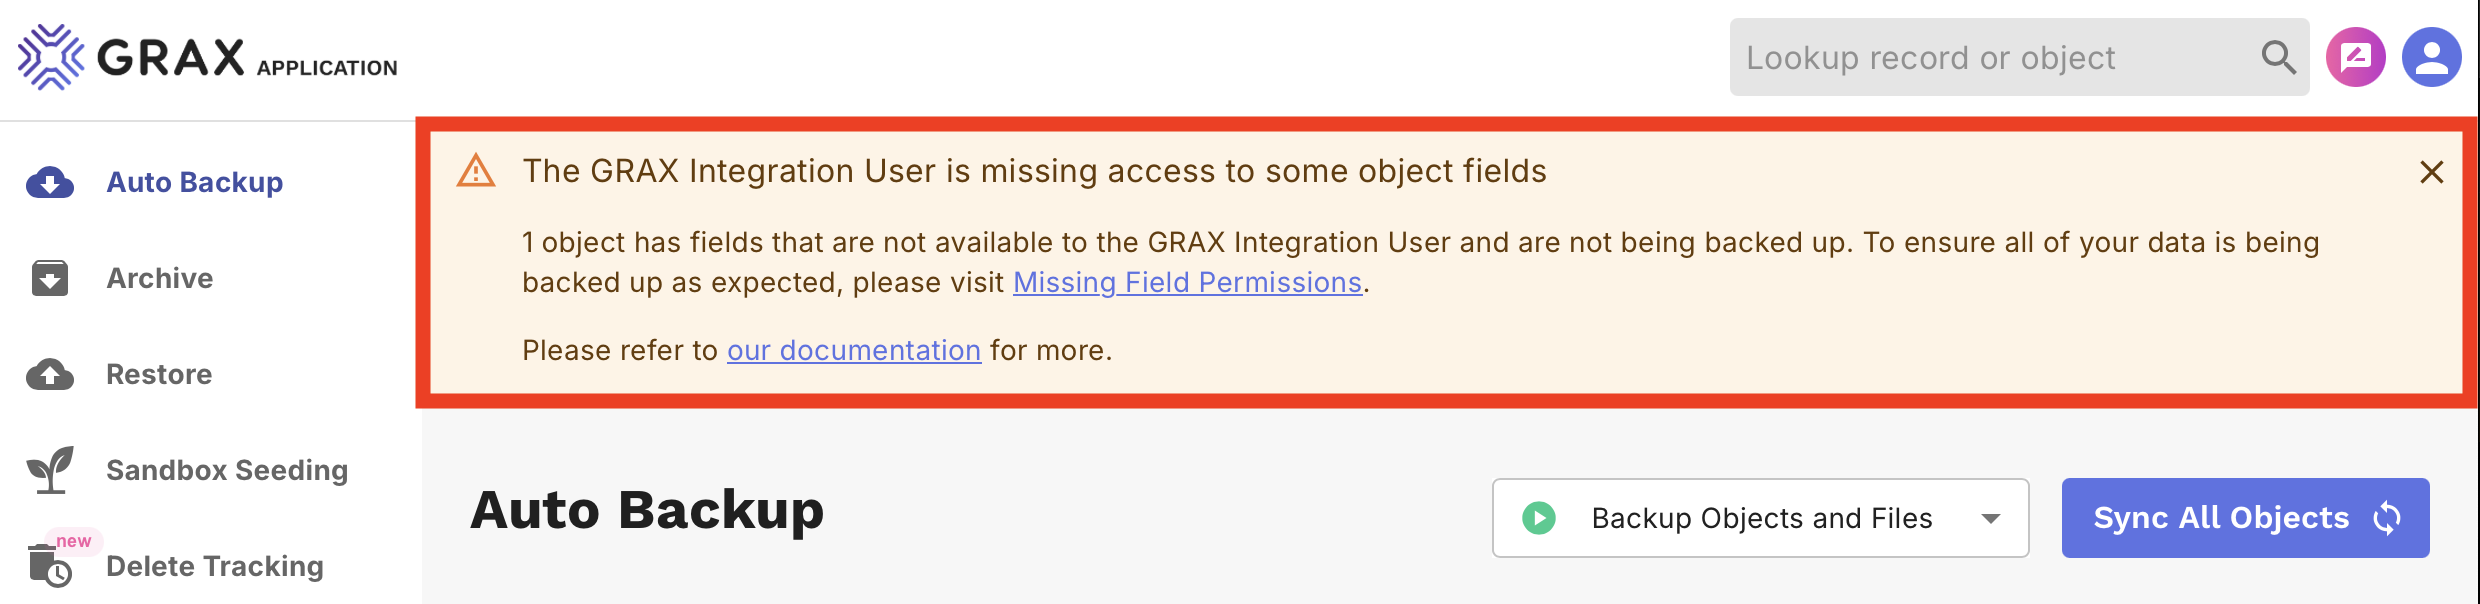 GRAX APPLICATION
Lookup record or object
Auto Backup
Archive
Restore
Sandbox Seeding
new
Delete Tracking
The GRAX Integration User is missing access to some object fields
1 object has fields that are not available to the GRAX Integration User and are not being backed up. To ensure all of your data is being
backed up as expected, please visit Missing Field Permissions.
Please refer to our documentation for more.
Auto Backup
Backup Objects and Files
Sync All Objects